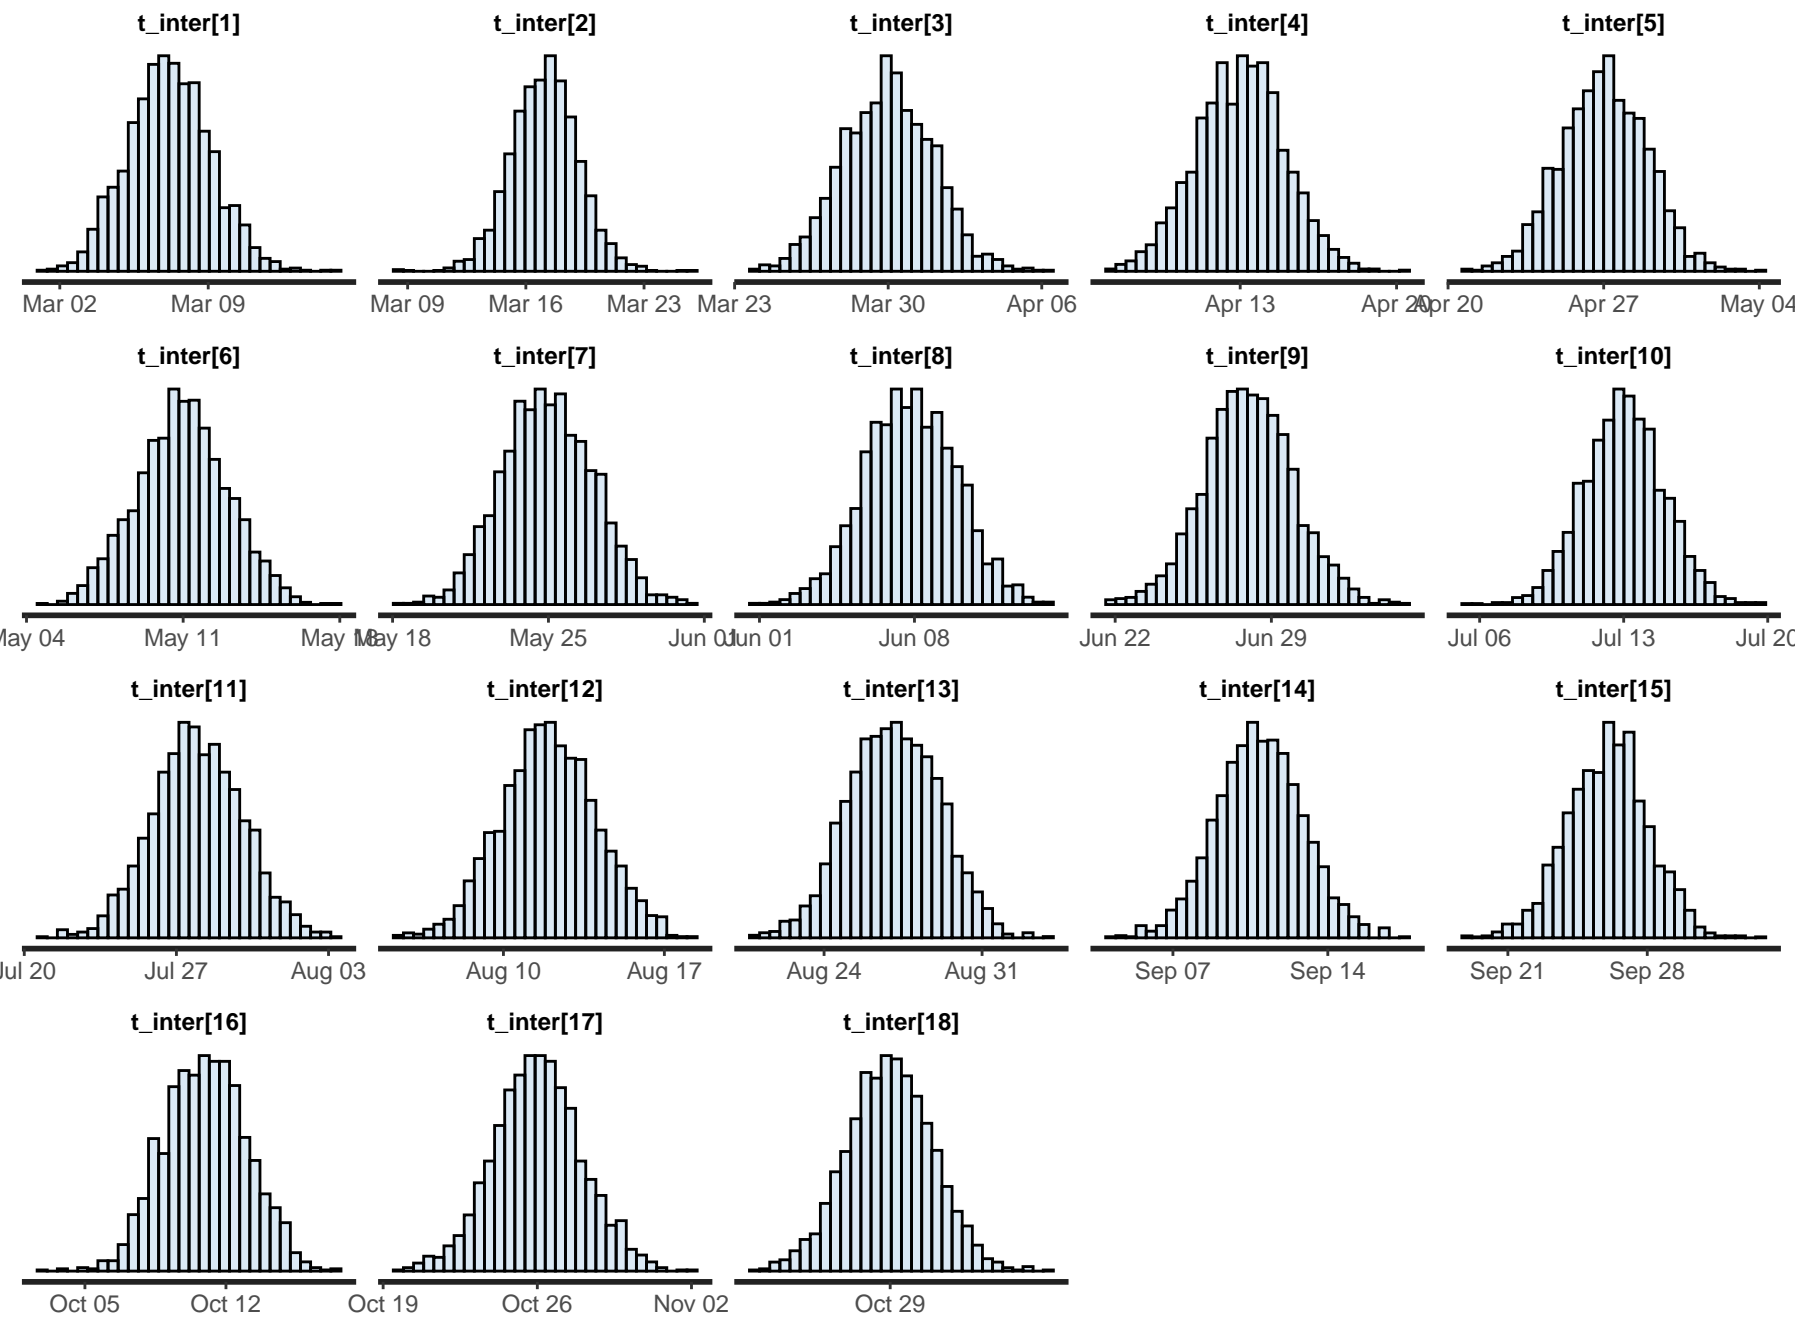 t_inter[1] t_inter[2] t_inter[3] t_inter[4] t_inter[5]
Mar 02 Mar 09 Mar 09 Mar 16 Mar 23 Mar 23 Mar 30 Apr 06 Apr 13 Apr 20 Apr 20 Apr 27 May 04
t_inter[6] t_inter[7] t_inter[8] t_inter[9] t_inter[10]
May 04 May 11 May 18 May 18 May 25 Jun 01 Jun 01 Jun 08 Jun 22 Jun 29 Jul 06 Jul 13 Jul 20
t_inter[11] t_inter[12] t_inter[13] t_inter[14] t_inter[15]
Jul 20 Jul 27 Aug 03 Aug 10 Aug 17 Aug 24 Aug 31 Sep 07 Sep 14 Sep 21 Sep 28
t_inter[16] t_inter[17] t_inter[18]
Oct 05 Oct 12 Oct 19 Oct 26 Nov 02 Oct 29